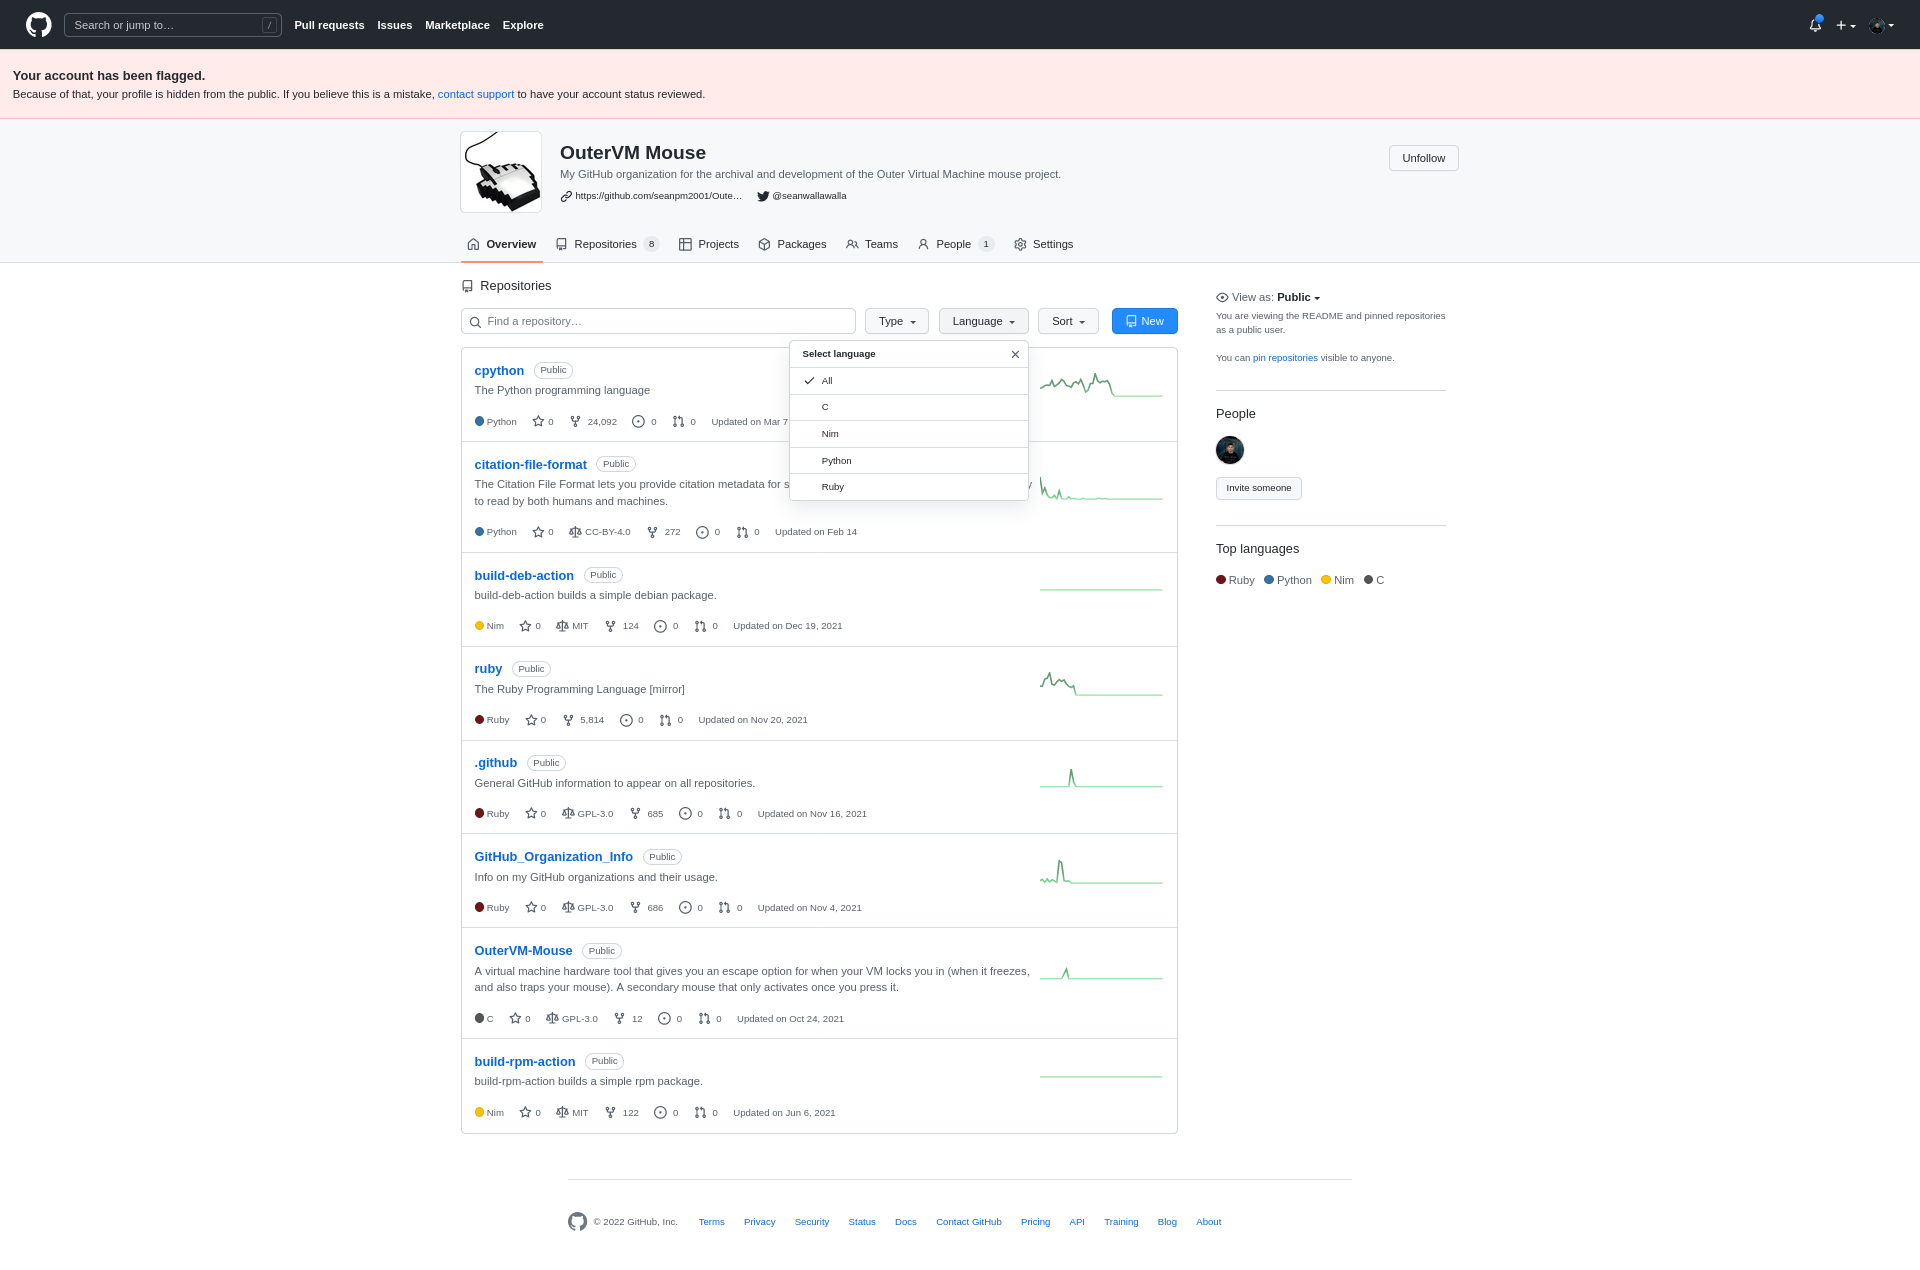 Search or jump to… /
Pull requests Issues Marketplace Explore
Your account has been flagged.
Because of that, your profile is hidden from the public. If you believe this is a mistake, contact support to have your account status reviewed.
OuterVM Mouse
My GitHub organization for the archival and development of the Outer Virtual Machine mouse project.
https://github.com/seanpm2001/Oute… @seanwallawalla
Unfollow
Overview Repositories 8 Projects Packages Teams People 1 Settings
Repositories
Find a repository…
Type Language Sort New
Select language
All
C
Nim
Python
Ruby
cpython Public
The Python programming language
Python 0 24,092 0 0 Updated on Mar 7
citation-file-format Public
The Citation File Format lets you provide citation metadata for s y
to read by both humans and machines.
Python 0 CC-BY-4.0 272 0 0 Updated on Feb 14
build-deb-action Public
build-deb-action builds a simple debian package.
Nim 0 MIT 124 0 0 Updated on Dec 19, 2021
ruby Public
The Ruby Programming Language [mirror]
Ruby 0 5,814 0 0 Updated on Nov 20, 2021
.github Public
General GitHub information to appear on all repositories.
Ruby 0 GPL-3.0 685 0 0 Updated on Nov 16, 2021
GitHub_Organization_Info Public
Info on my GitHub organizations and their usage.
Ruby 0 GPL-3.0 686 0 0 Updated on Nov 4, 2021
OuterVM-Mouse Public
A virtual machine hardware tool that gives you an escape option for when your VM locks you in (when it freezes,
and also traps your mouse). A secondary mouse that only activates once you press it.
C 0 GPL-3.0 12 0 0 Updated on Oct 24, 2021
build-rpm-action Public
build-rpm-action builds a simple rpm package.
Nim 0 MIT 122 0 0 Updated on Jun 6, 2021
View as: Public
You are viewing the README and pinned repositories
as a public user.
You can pin repositories visible to anyone.
People
Invite someone
Top languages
Ruby Python Nim C
© 2022 GitHub, Inc. Terms Privacy Security Status Docs Contact GitHub Pricing API Training Blog About